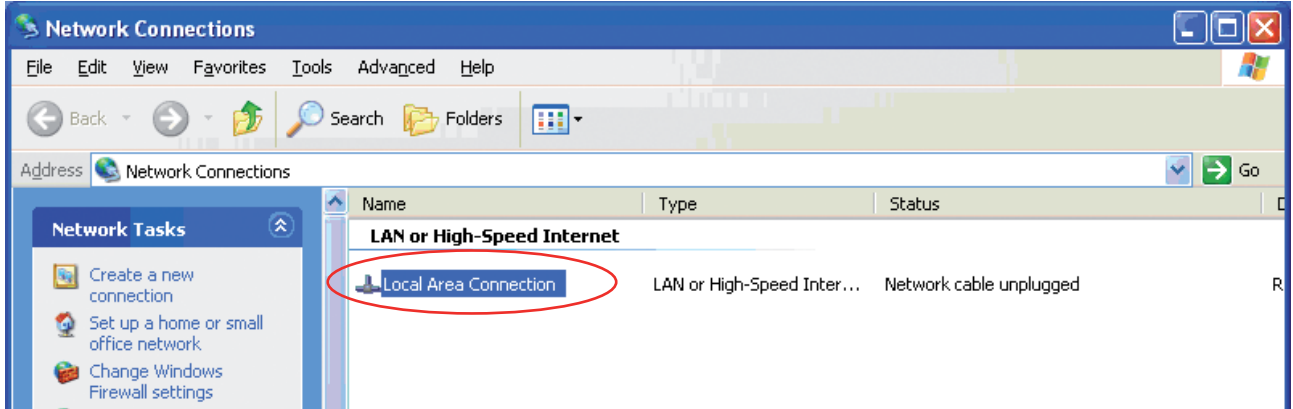 Network Connections
File Edit View Favorites Tools Advanced Help
Back Search Folders
Address Network Connections Go
Name Type Status D
Network Tasks
LAN or High-Speed Internet
Local Area Connection LAN or High-Speed Inter... Network cable unplugged R
Create a new
connection
Set up a home or small
office network
Change Windows
Firewall settings